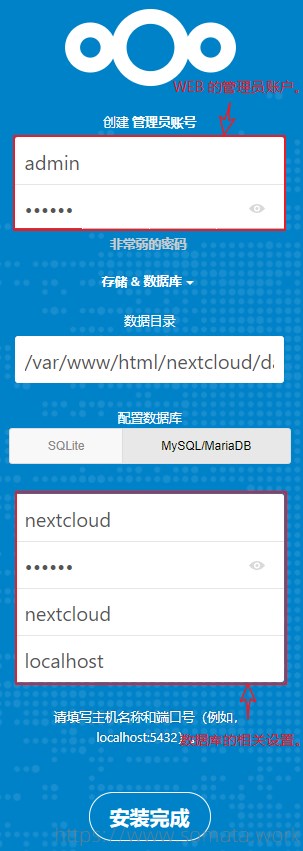 WEB 的管理员账户。
创建 管理员账号
admin
••••••
非常弱的密码
存储 & 数据库
数据目录
/var/www/html/nextcloud/da
配置数据库
SQLite MySQL/MariaDB
nextcloud
••••••
nextcloud
localhost
请填写主机名称和端口号（例如，
localhost:5432）。
数据库的相关设置。
安装完成